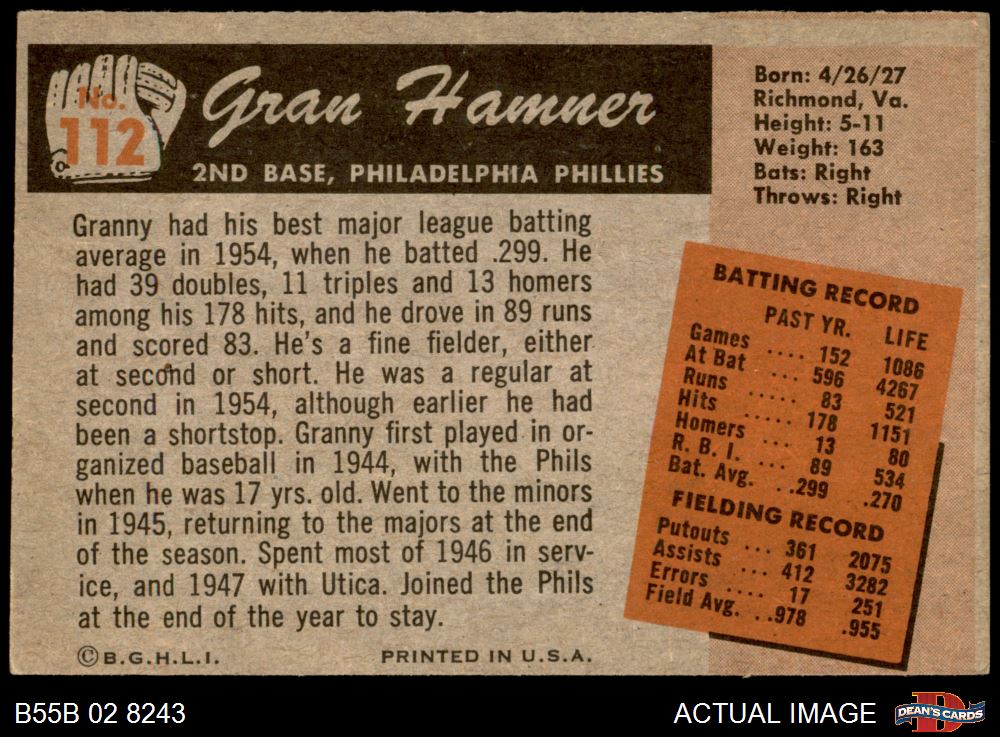 No.
112
Gran Hamner
2ND BASE, PHILADELPHIA PHILLIES
Born: 4/26/27
Richmond, Va.
Height: 5-11
Weight: 163
Bats: Right
Throws: Right
Granny had his best major league batting
average in 1954, when he batted .299. He
had 39 doubles, 11 triples and 13 homers
among his 178 hits, and he drove in 89 runs
and scored 83. He's a fine fielder, either
at second or short. He was a regular at
second in 1954, although earlier he had
been a shortstop. Granny first played in or-
ganized baseball in 1944, with the Phils
when he was 17 yrs. old. Went to the minors
in 1945, returning to the majors at the end
of the season. Spent most of 1946 in serv-
ice, and 1947 with Utica. Joined the Phils
at the end of the year to stay.
©B.G.H.L.I. PRINTED IN U.S.A.
BATTING RECORD
PAST YR. LIFE
Games .... 152 1086
At Bat ... 596 4267
Runs ..... 83 521
Hits ..... 178 1151
Homers ... 13 80
R. B. I. ... 89 534
Bat. Avg. ..299 .270
FIELDING RECORD
Putouts ... 361 2075
Assists .... 412 3282
Errors .... 17 251
Field Avg. ..978 .955
B55B 02 8243
ACTUAL IMAGE
DEAN'S CARDS